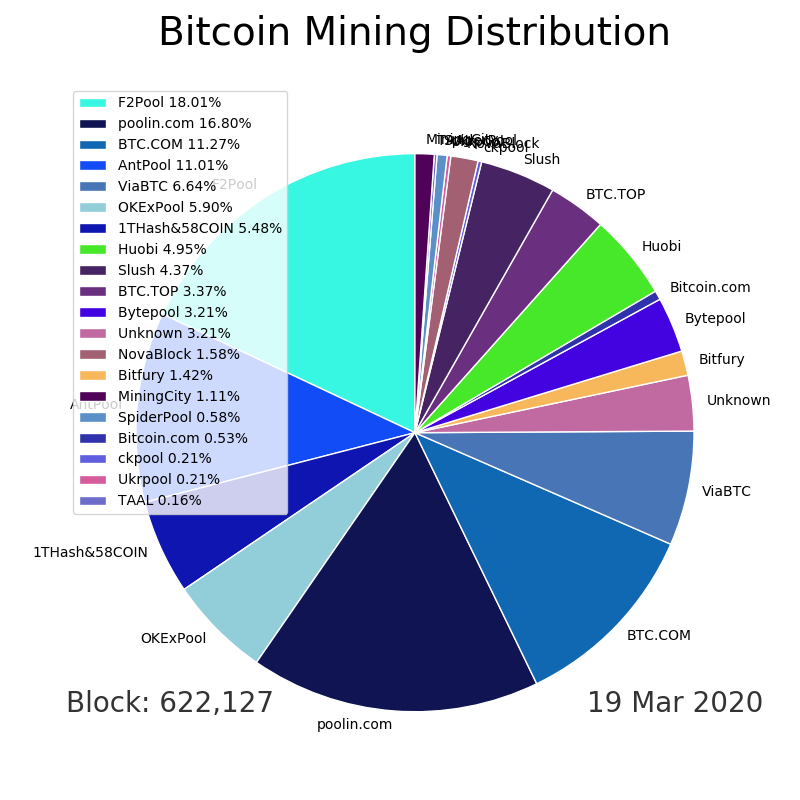 Bitcoin Mining Distribution
F2Pool 18.01%
poolin.com 16.80%
BTC.COM 11.27%
AntPool 11.01%
ViaBTC 6.64%
OKExPool 5.90%
1THash&58COIN 5.48%
Huobi 4.95%
Slush 4.37%
BTC.TOP 3.37%
Bytepool 3.21%
Unknown 3.21%
NovaBlock 1.58%
Bitfury 1.42%
MiningCity 1.11%
SpiderPool 0.58%
Bitcoin.com 0.53%
ckpool 0.21%
Ukrpool 0.21%
TAAL 0.16%
ckpool
Slush
BTC.TOP
Huobi
Bitcoin.com
Bytepool
Bitfury
Unknown
ViaBTC
BTC.COM
poolin.com
OKExPool
1THash&58COIN
AntPool
F2Pool
Block: 622,127
19 Mar 2020